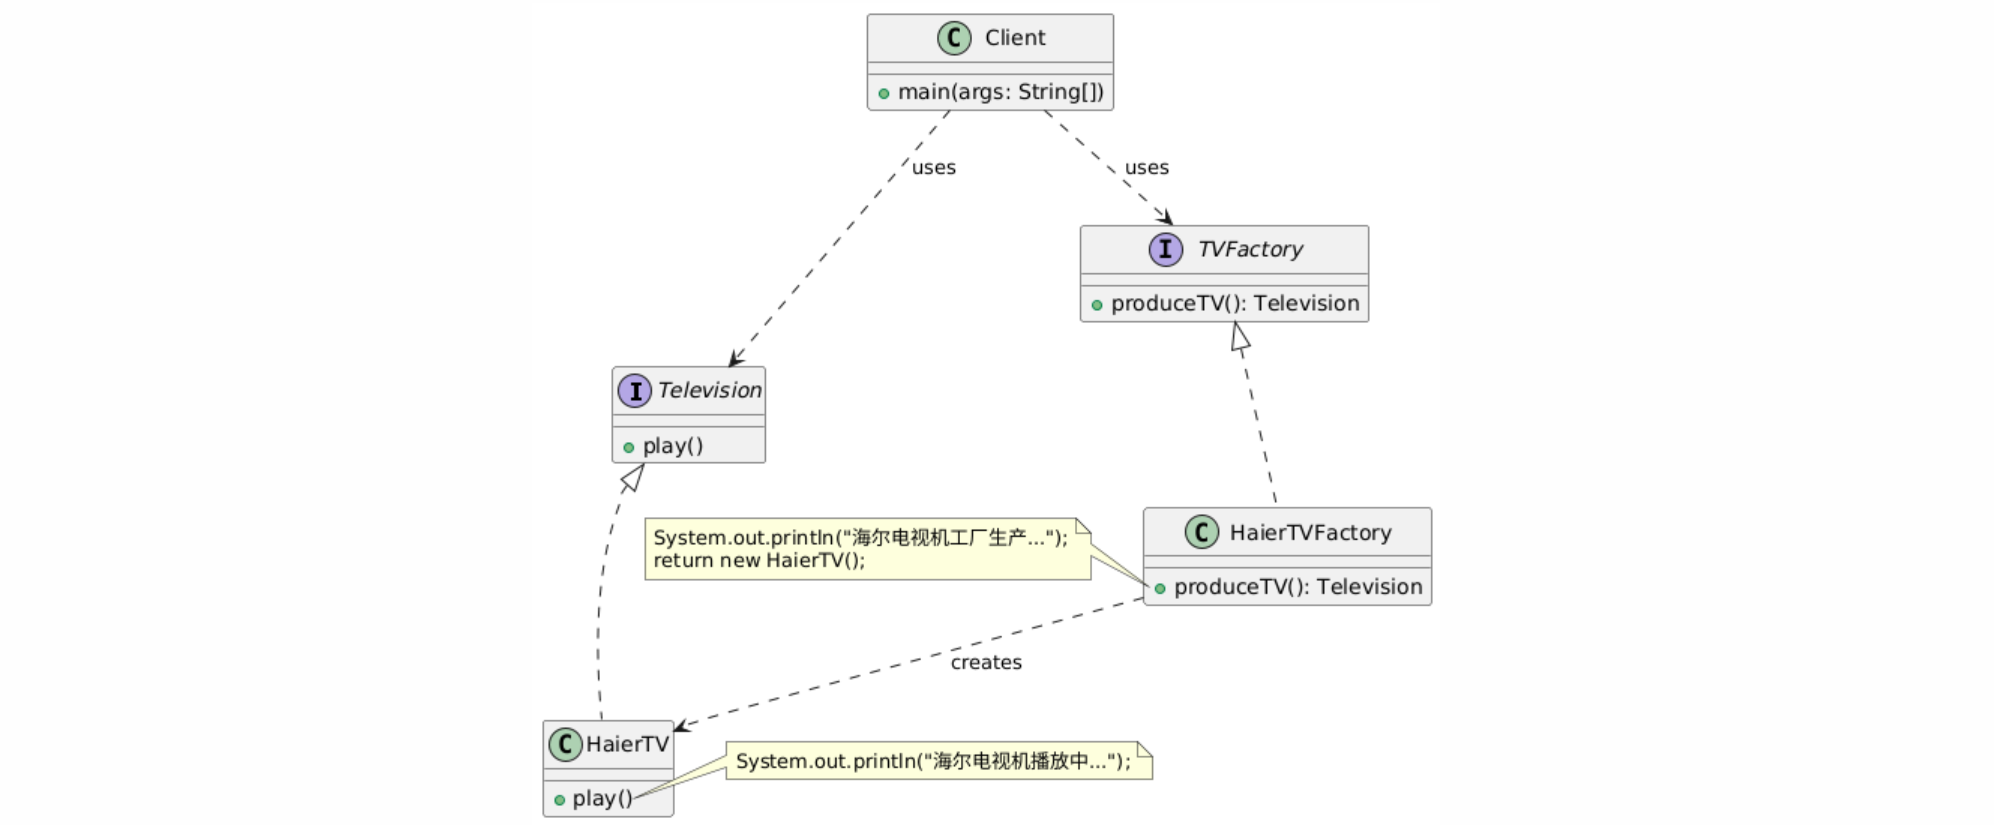 C Client
main(args: String[])
uses
uses
I TVFactory
produceTV(): Television
I Television
play()
System.out.println("海尔电视机工厂生产...");
return new HaierTV();
C HaierTVFactory
produceTV(): Television
creates
C HaierTV
play()
System.out.println("海尔电视机播放中...");